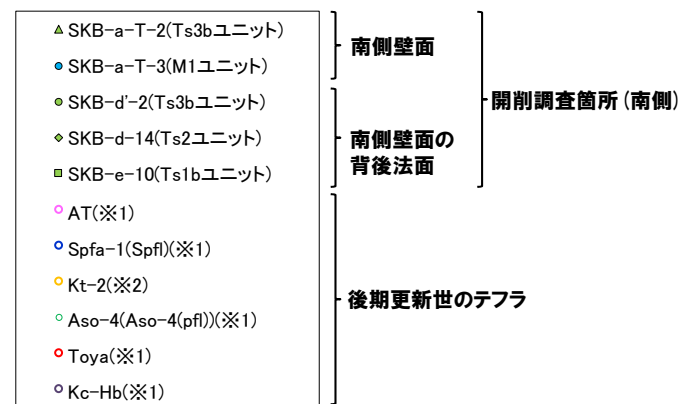 SKB-a-T-2(Ts3bユニット)
SKB-a-T-3(M1ユニット)
SKB-d'-2(Ts3bユニット)
SKB-d-14(Ts2ユニット)
SKB-e-10(Ts1bユニット)
AT(※1)
Spfa-1(Spfl)(※1)
Kt-2(※2)
Aso-4(Aso-4(pfl))(※1)
Toya(※1)
Kc-Hb(※1)
南側壁面
南側壁面の
背後法面
開削調査箇所(南側)
後期更新世のテフラ